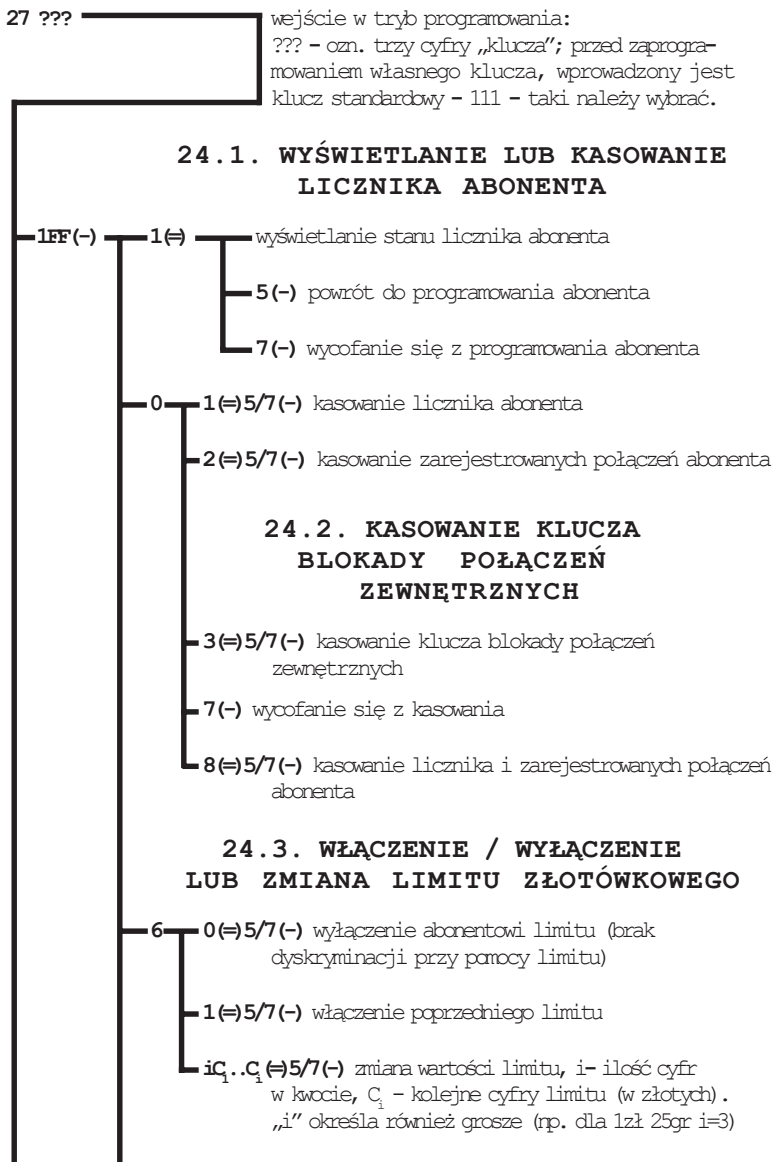 27 ??? wejście w tryb programowania:
??? – ozn. trzy cyfry „klucza”; przed zaprogra-
mowaniem własnego klucza, wprowadzony jest
klucz standardowy – 111 – taki należy wybrać.
24.1. WYŚWIETLANIE LUB KASOWANIE
LICZNIKA ABONENTA
1FF(-) 1(=) wyświetlanie stanu licznika abonenta
5(-) powrót do programowania abonenta
7(-) wycofanie się z programowania abonenta
0 1(=)5/7(-) kasowanie licznika abonenta
2(=)5/7(-) kasowanie zarejestrowanych połączeń abonenta
24.2. KASOWANIE KLUCZA
BLOKADY POŁĄCZEŃ
ZEWNĘTRZNYCH
3(=)5/7(-) kasowanie klucza blokady połączeń
zewnętrznych
7(-) wycofanie się z kasowania
8(=)5/7(-) kasowanie licznika i zarejestrowanych połączeń
abonenta
24.3. WŁĄCZENIE / WYŁĄCZENIE
LUB ZMIANA LIMITU ZŁOTÓWKOWEGO
6 0(=)5/7(-) wyłączenie abonentowi limitu (brak
dyskryminacji przy pomocy limitu)
1(=)5/7(-) włączenie poprzedniego limitu
iCi..Ci(=)5/7(-) zmiana wartości limitu, i- ilość cyfr
w kwocie, Ci – kolejne cyfry limitu (w złotych).
„i” określa również grosze (np. dla 1zł 25gr i=3)